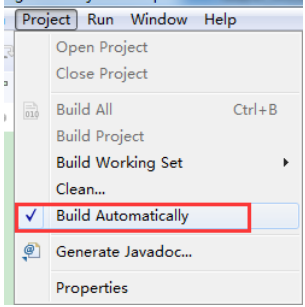 Project Run Window Help
Open Project
Close Project
Build All Ctrl+B
Build Project
Build Working Set
Clean...
Build Automatically
Generate Javadoc...
Properties